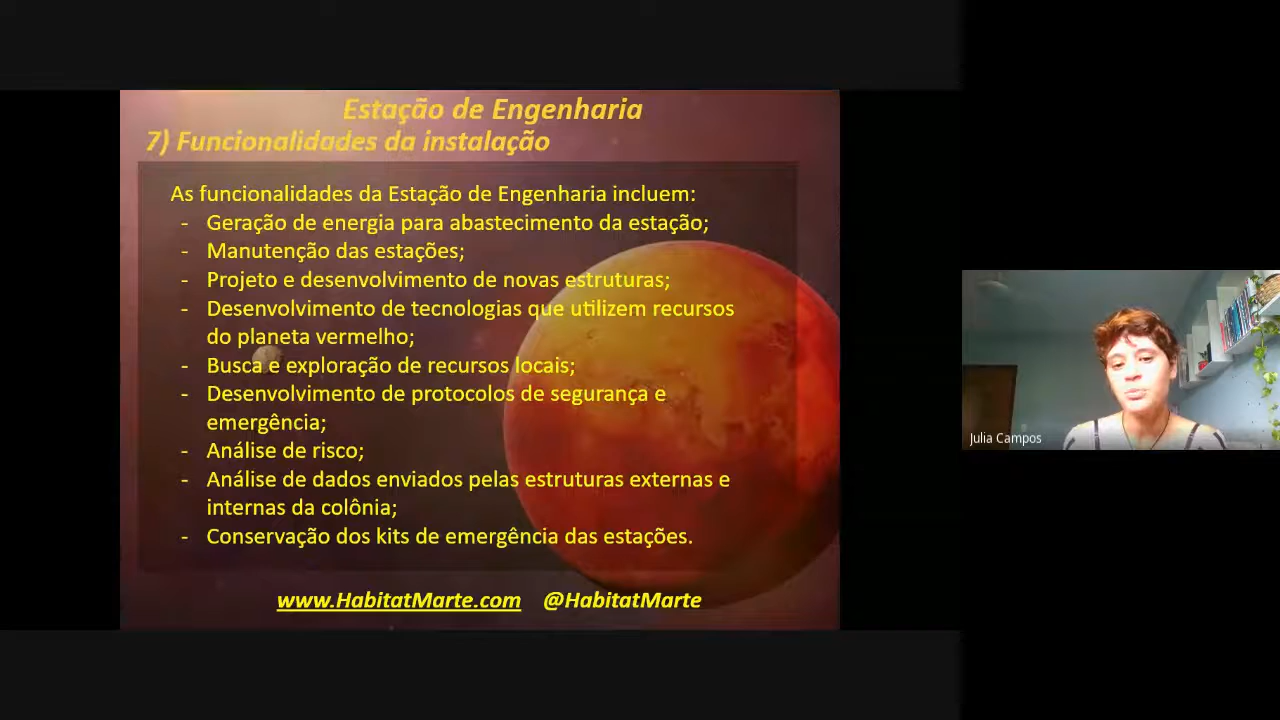 Estação de Engenharia
7) Funcionalidades da instalação
As funcionalidades da Estação de Engenharia incluem:
- Geração de energia para abastecimento da estação;
- Manutenção das estações;
- Projeto e desenvolvimento de novas estruturas;
- Desenvolvimento de tecnologias que utilizem recursos
do planeta vermelho;
- Busca e exploração de recursos locais;
- Desenvolvimento de protocolos de segurança e
emergência;
- Análise de risco;
- Análise de dados enviados pelas estruturas externas e
internas da colônia;
- Conservação dos kits de emergência das estações.
www.HabitatMarte.com @HabitatMarte
Julia Campos